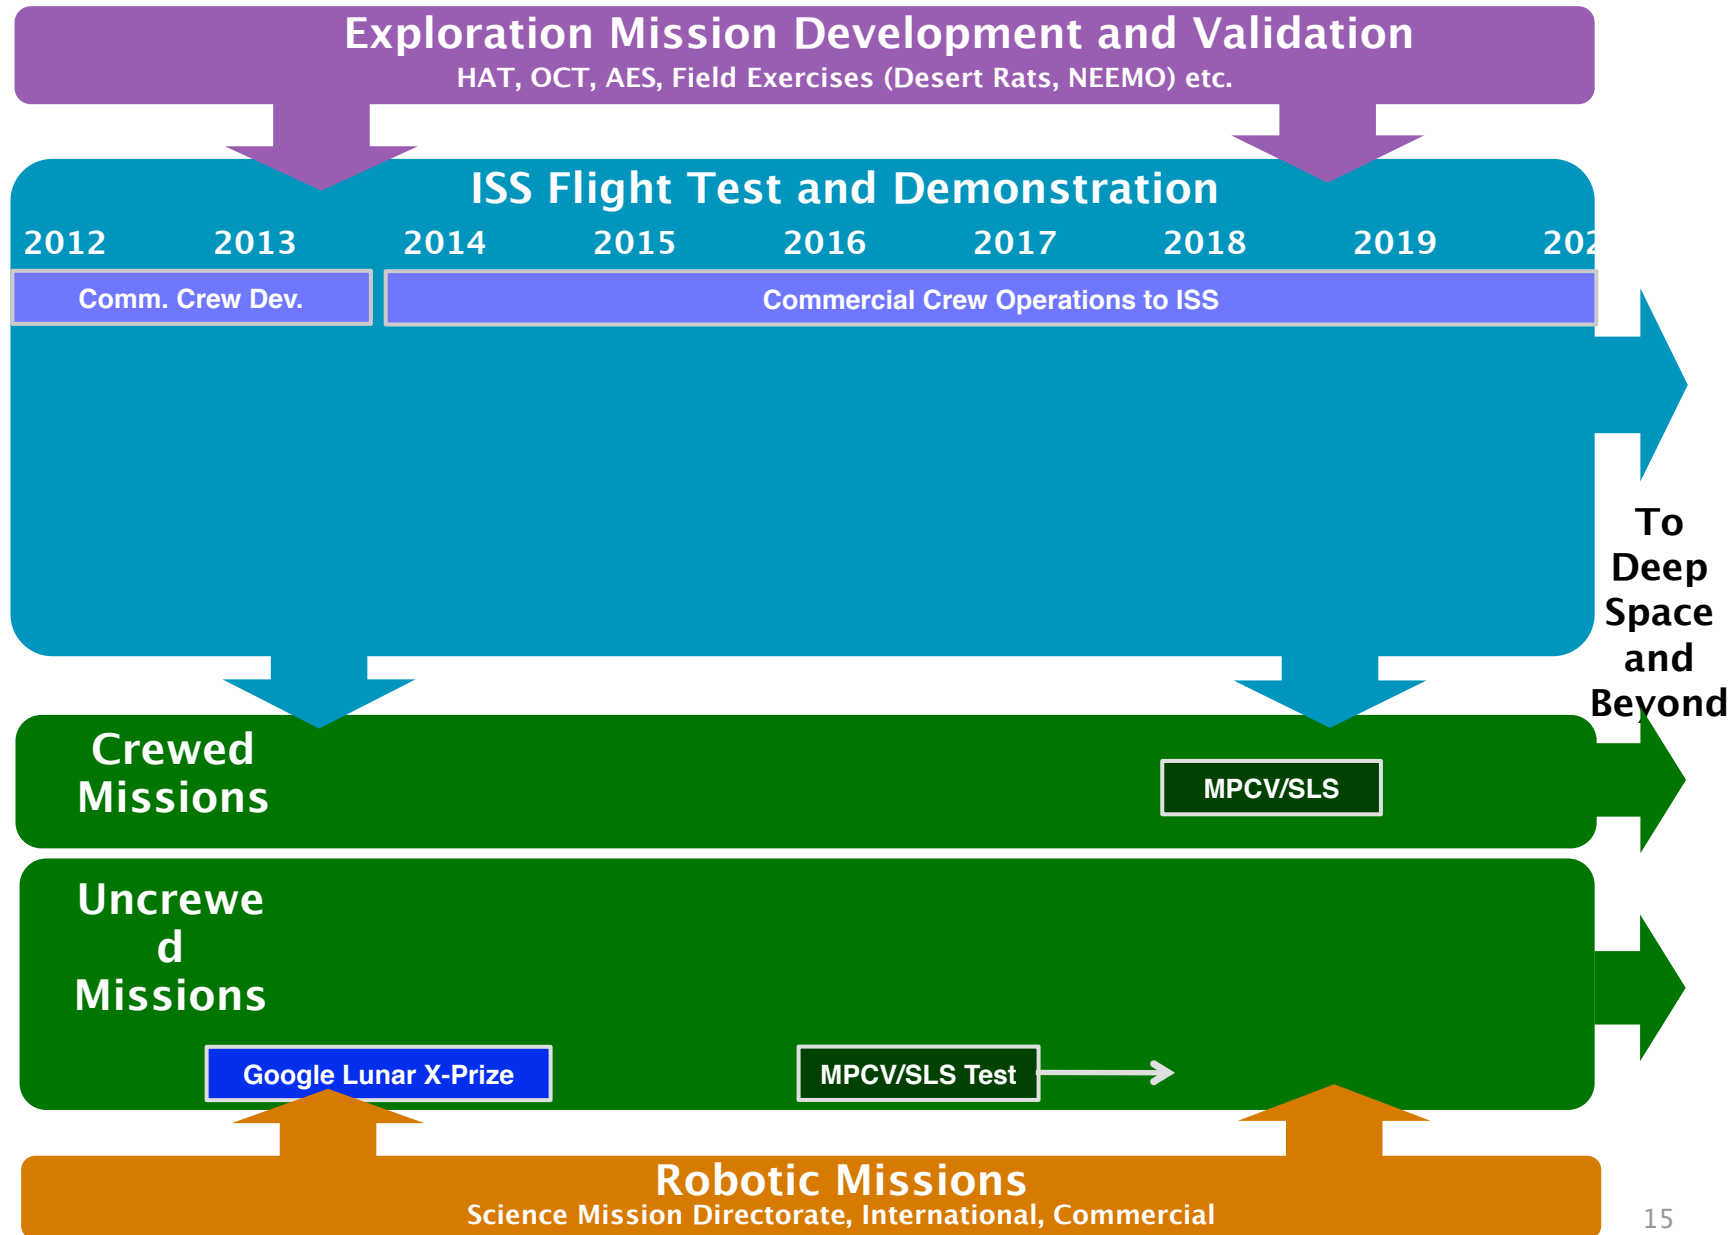 Exploration Mission Development and Validation
HAT, OCT, AES, Field Exercises (Desert Rats, NEEMO) etc.
ISS Flight Test and Demonstration
2012 2013 2014 2015 2016 2017 2018 2019 202
Comm. Crew Dev.
Commercial Crew Operations to ISS
To
Deep
Space
and
Beyond
Crewed
Missions
MPCV/SLS
Uncrewe
d
Missions
Google Lunar X-Prize
MPCV/SLS Test
Robotic Missions
Science Mission Directorate, International, Commercial
15